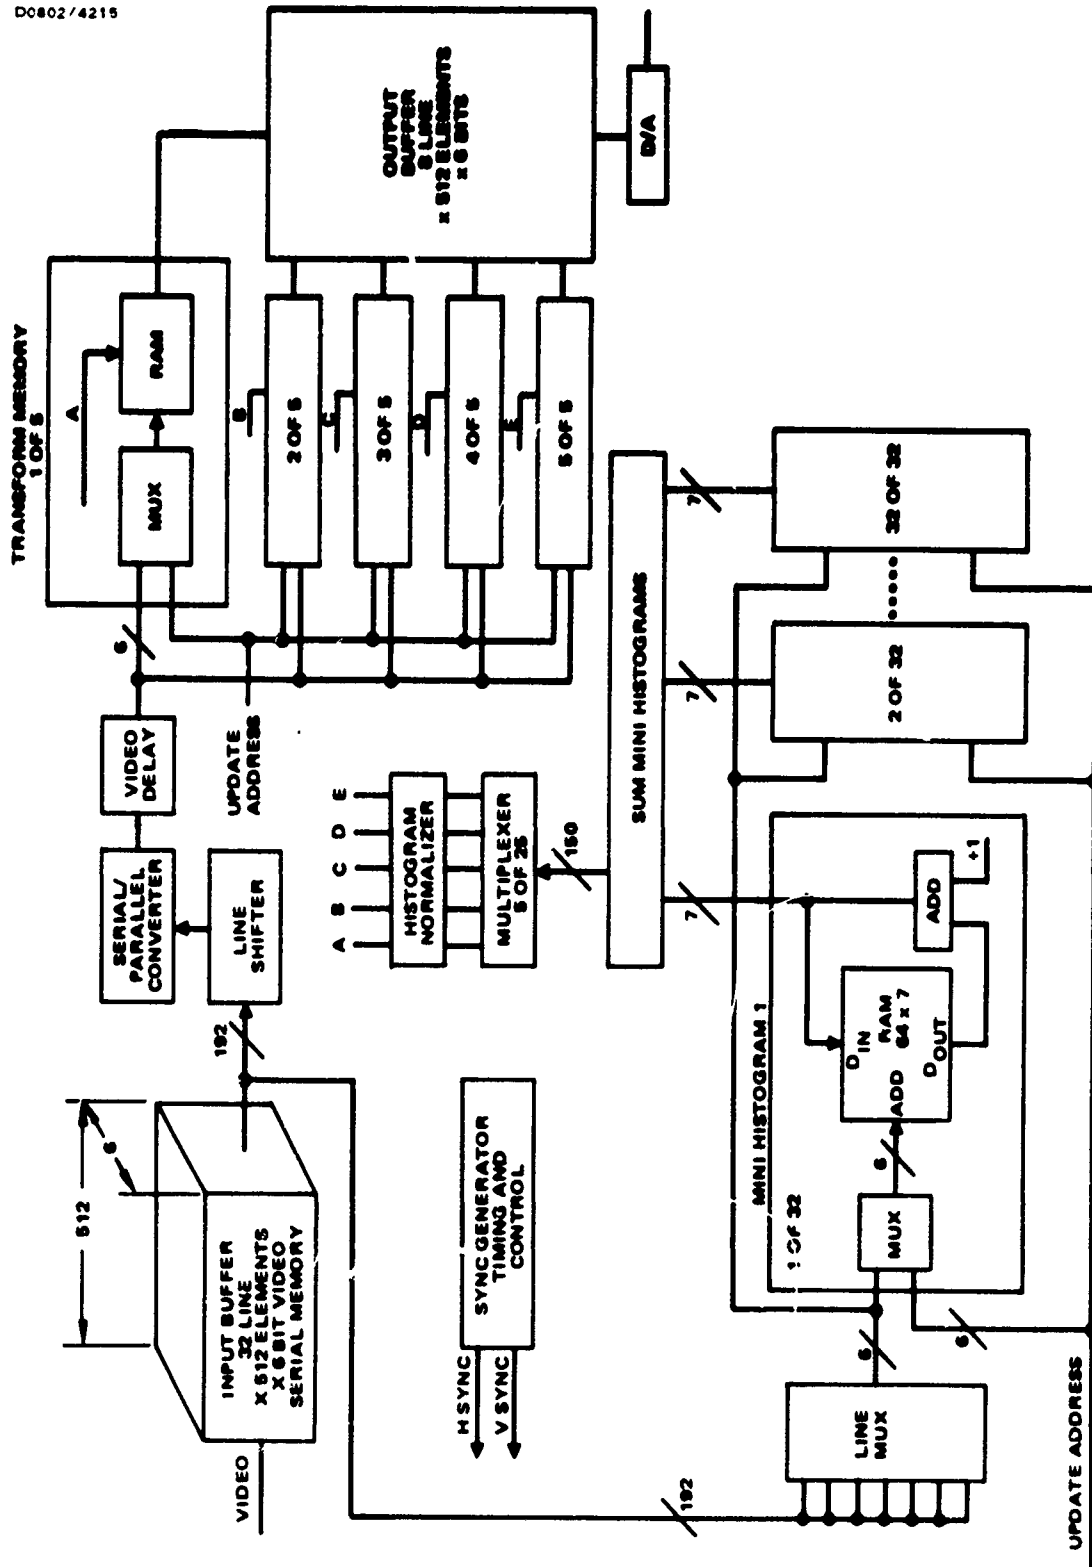 D0802/4215
VIDEO
INPUT BUFFER
32 LINE
X 512 ELEMENTS
X 6 BIT VIDEO
SERIAL MEMORY
512
6
192
LINE
SHIFTER
SERIAL/
PARALLEL
CONVERTER
VIDEO
DELAY
6
UPDATE
ADDRESS
TRANSFORM MEMORY
1 OF 5
MUX
A
RAM
B
2 OF 5
C
3 OF 5
D
4 OF 5
E
5 OF 5
OUTPUT
BUFFER
8 LINE
x 512 ELEMENTS
x 6 BITS
D/A
H SYNC
V SYNC
SYNC GENERATOR
TIMING AND
CONTROL
A B C D E
HISTOGRAM
NORMALIZER
MULTIPLEXER
5 OF 25
150
SUM MINI HISTOGRAMS
7
7
7
192
LINE
MUX
6
6
MINI HISTOGRAM 1
1 OF 32
MUX
6
D IN
RAM
ADD 64 x 7
D OUT
ADD
+1
2 OF 32
32 OF 32
UPDATE ADDRESS